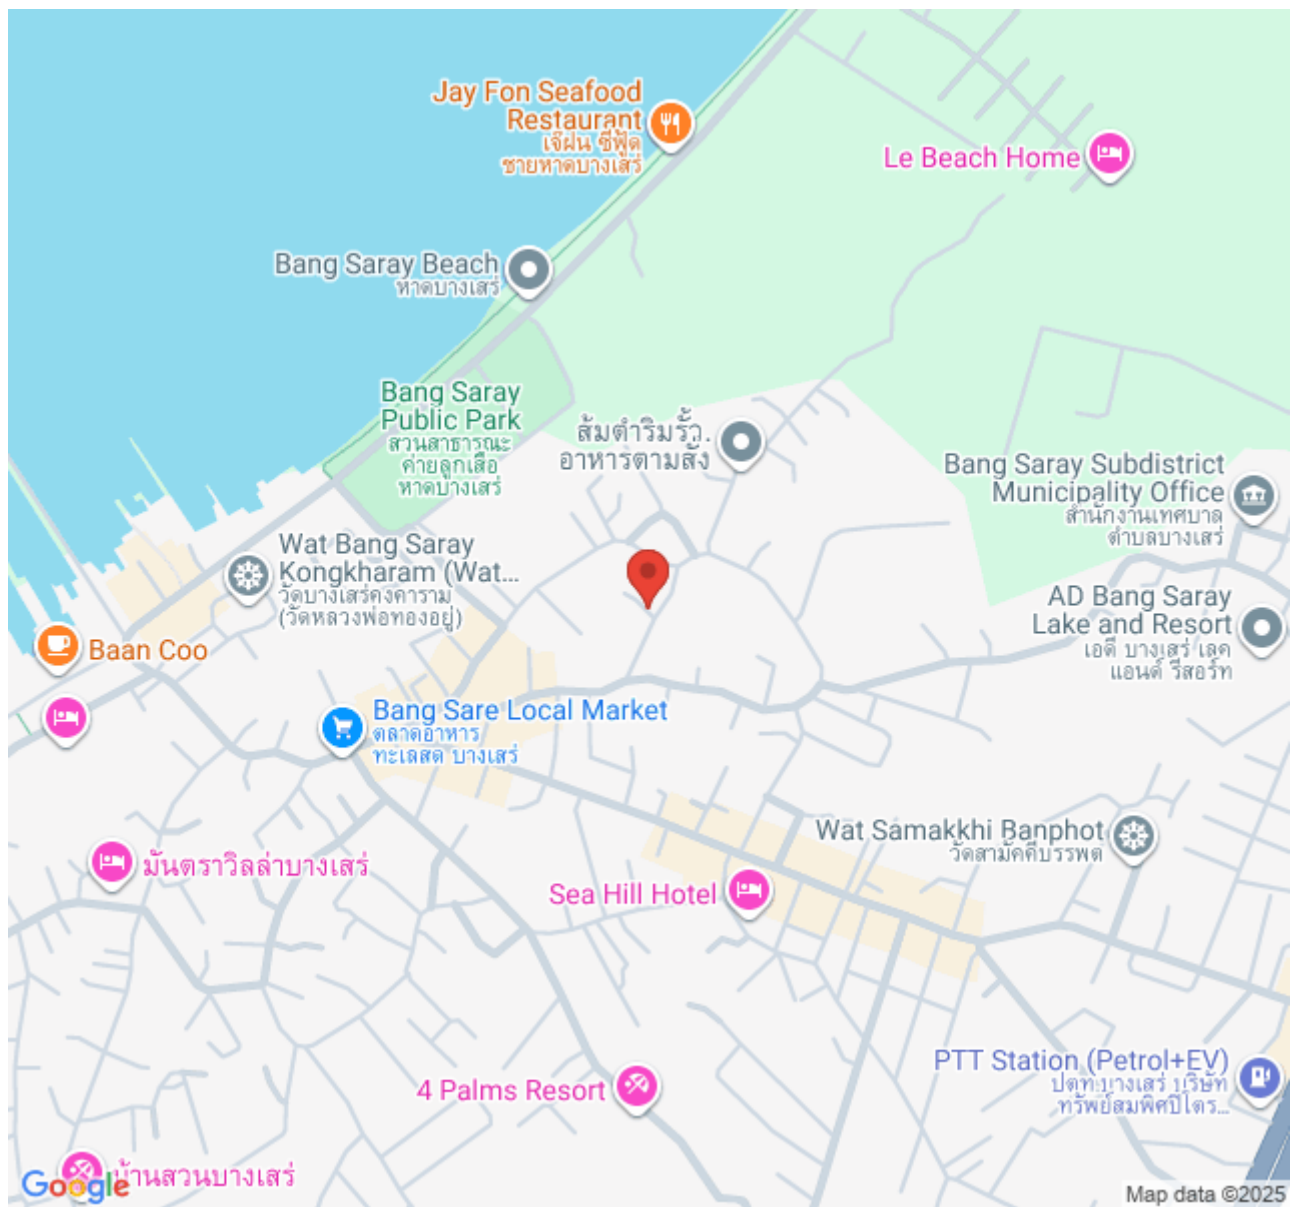 Jay Fon Seafood
Restaurant
เจ๊ฝน ซีฟู้ด
ชายหาดบางเสร่
Le Beach Home
Bang Saray Beach
หาดบางเสร่
Bang Saray
Public Park
สวนสาธารณะ
ค่ายลูกเสือ
หาดบางเสร่
ส้มตำริมรั้ว.
อาหารตามสั่ง
Bang Saray Subdistrict
Municipality Office
สำนักงานเทศบาล
ตำบลบางเสร่
Wat Bang Saray
Kongkharam (Wat...
วัดบางเสร่คงคาราม
(วัดหลวงพ่อทองอยู่)
AD Bang Saray
Lake and Resort
เอดี บางเสร่ เลค
แอนด์ รีสอร์ท
Baan Coo
Bang Sare Local Market
ตลาดอาหาร
ทะเลสด บางเสร่
Wat Samakkhi Banphot
วัดสามัคคีบรรพต
มันตราวิลล่าบางเสร่
Sea Hill Hotel
PTT Station (Petrol+EV)
ปตท.บางเสร่ บริษัท
ทรัพย์สมพิศปิโตร...
4 Palms Resort
บ้านสวนบางเสร่
Google
Map data ©2025